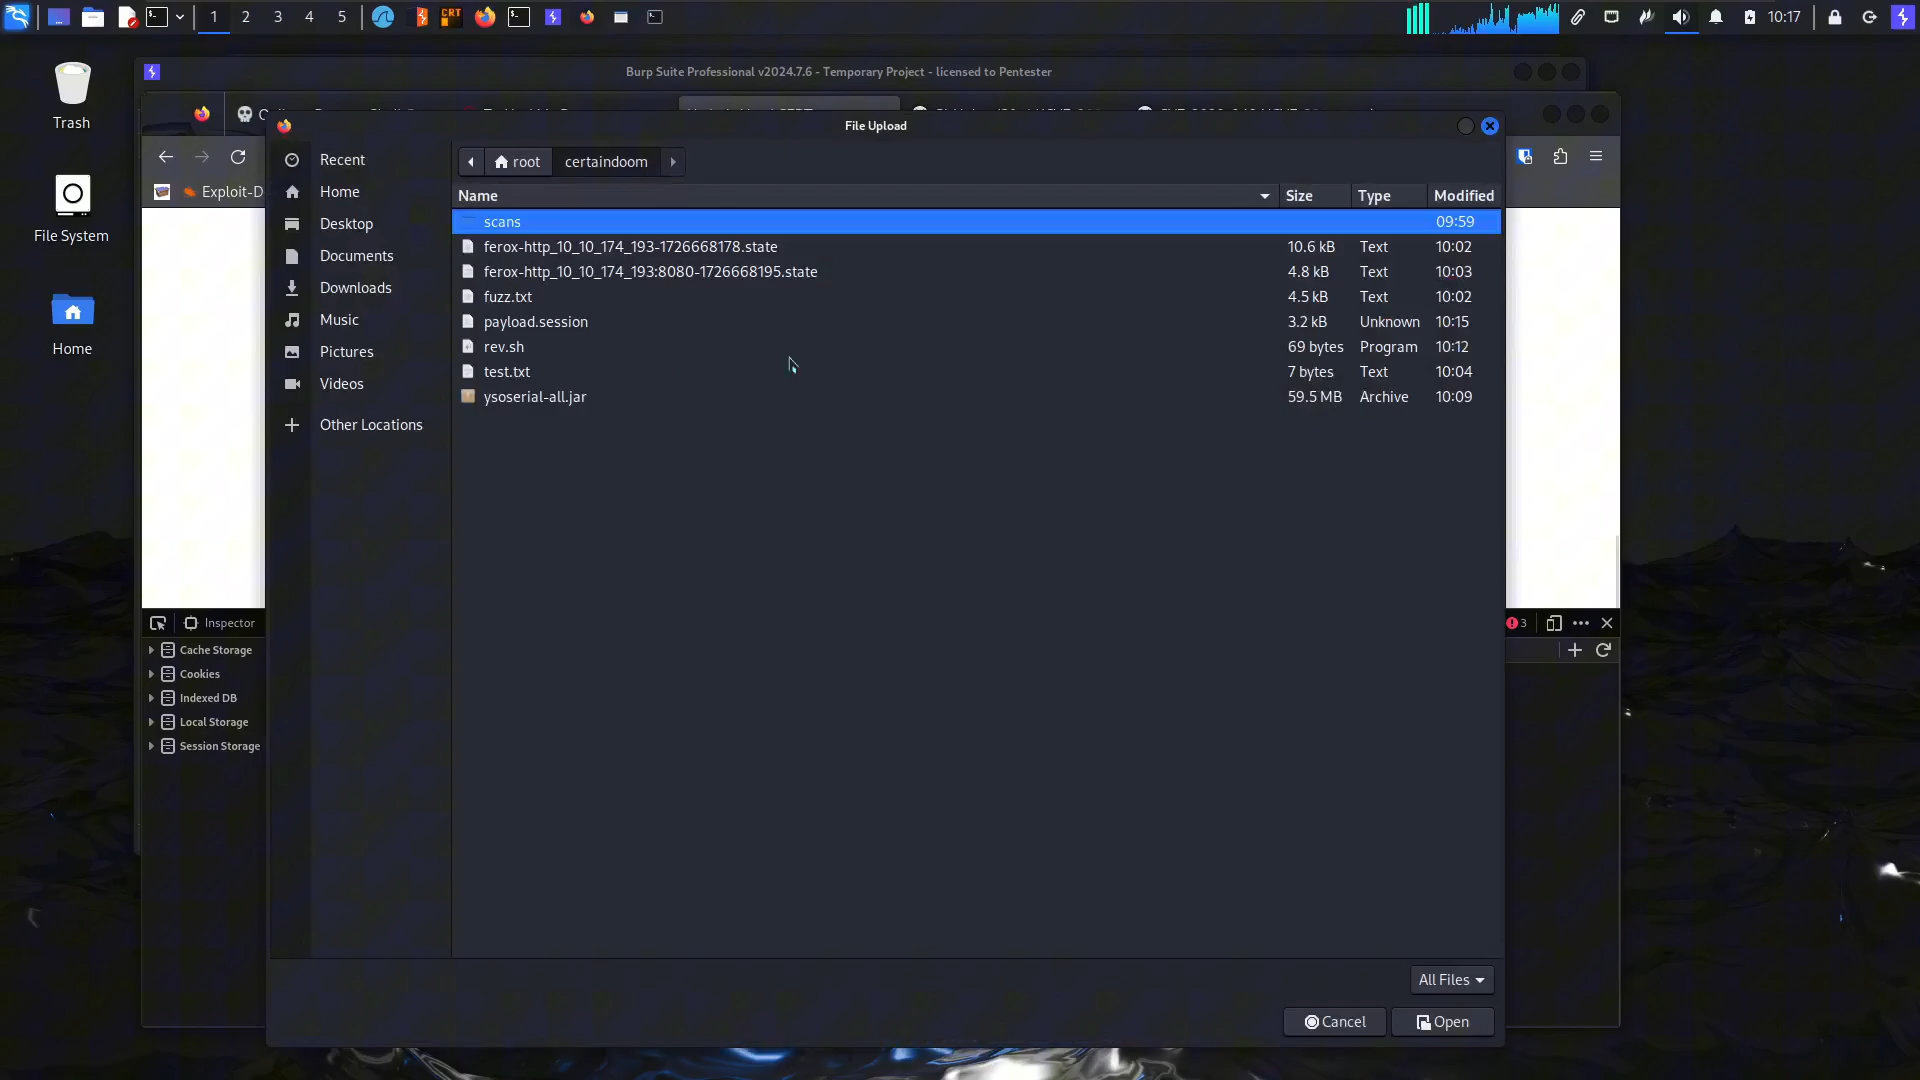 1 2 3 4 5
CRT
10:17
Burp Suite Professional v2024.7.6 - Temporary Project - licensed to Pentester
File Upload
Trash
File System
Home
Exploit-D
Recent
Home
Desktop
Documents
Downloads
Music
Pictures
Videos
Other Locations
root certaindoom
Name Size Type Modified
scans 09:59
ferox-http_10_10_174_193-1726668178.state 10.6 kB Text 10:02
ferox-http_10_10_174_193:8080-1726668195.state 4.8 kB Text 10:03
fuzz.txt 4.5 kB Text 10:02
payload.session 3.2 kB Unknown 10:15
rev.sh 69 bytes Program 10:12
test.txt 7 bytes Text 10:04
ysoserial-all.jar 59.5 MB Archive 10:09
Inspector
3
Cache Storage
Cookies
Indexed DB
Local Storage
Session Storage
All Files
Cancel Open